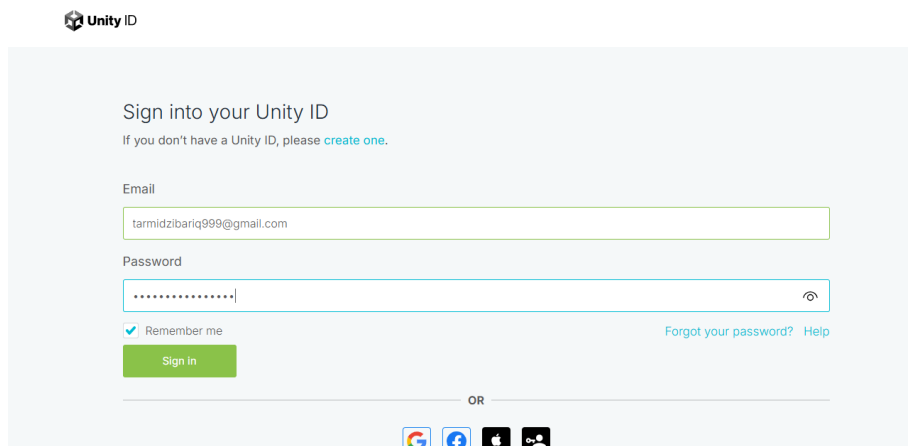 Unity ID
Sign into your Unity ID
If you don't have a Unity ID, please create one.
Email
tarmidzibariq999@gmail.com
Password
••••••••••••••••
Remember me
Forgot your password? Help
Sign in
OR